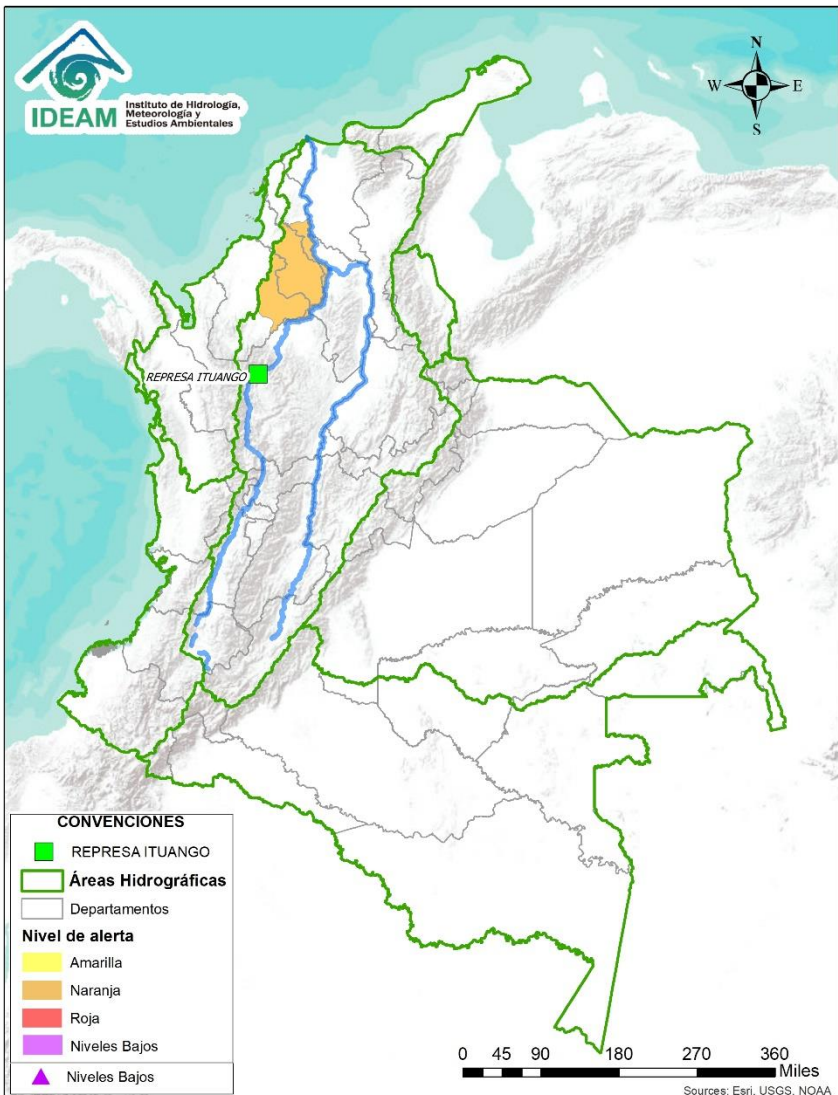 IDEAM
Instituto de Hidrología,
Meteorología y
Estudios Ambientales
N
W
E
S
REPRESA ITUANGO
CONVENCIONES
REPRESA ITUANGO
Áreas Hidrográficas
Departamentos
Nivel de alerta
Amarilla
Naranja
Roja
Niveles Bajos
Niveles Bajos
0 45 90 180 270 360
Miles
Sources: Esri, USGS, NOAA